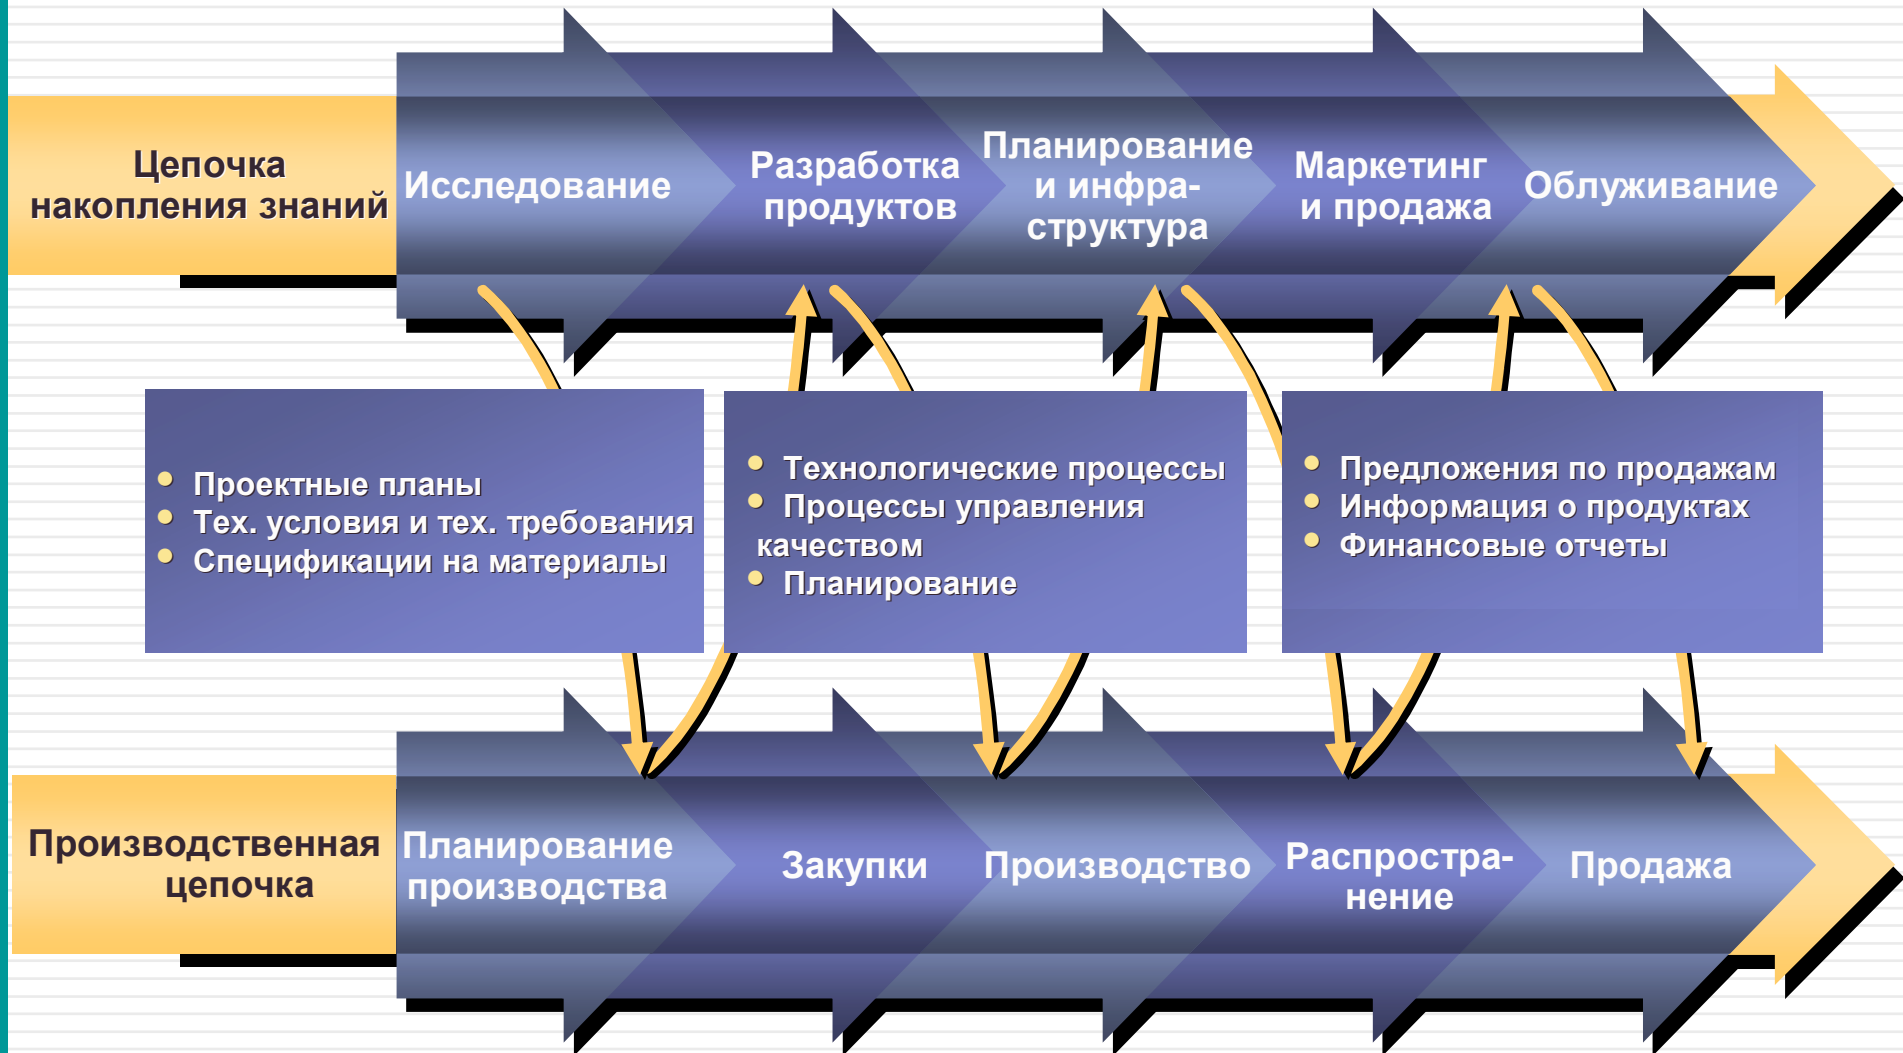 Цепочка
накопления знаний
Исследование
Разработка
продуктов
Планирование
и инфра-
структура
Маркетинг
и продажа
Облуживание
• Проектные планы
• Тех. условия и тех. требования
• Спецификации на материалы
• Технологические процессы
• Процессы управления
качеством
• Планирование
• Предложения по продажам
• Информация о продуктах
• Финансовые отчеты
Производственная
цепочка
Планирование
производства
Закупки
Производство
Распростра-
нение
Продажа